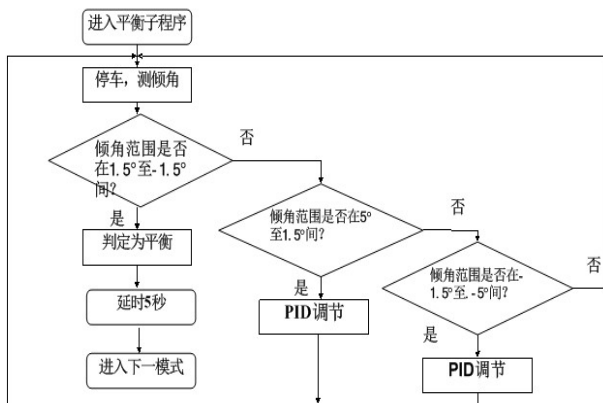 进入平衡子程序
停车，测倾角
倾角范围是否
在1.5°至-1.5°
间?
否
是
判定为平衡
延时5秒
进入下一模式
倾角范围是否在5°
至1.5°间?
否
是
PID调节
倾角范围是否在-
1.5°至.-5°间?
否
是
PID调节